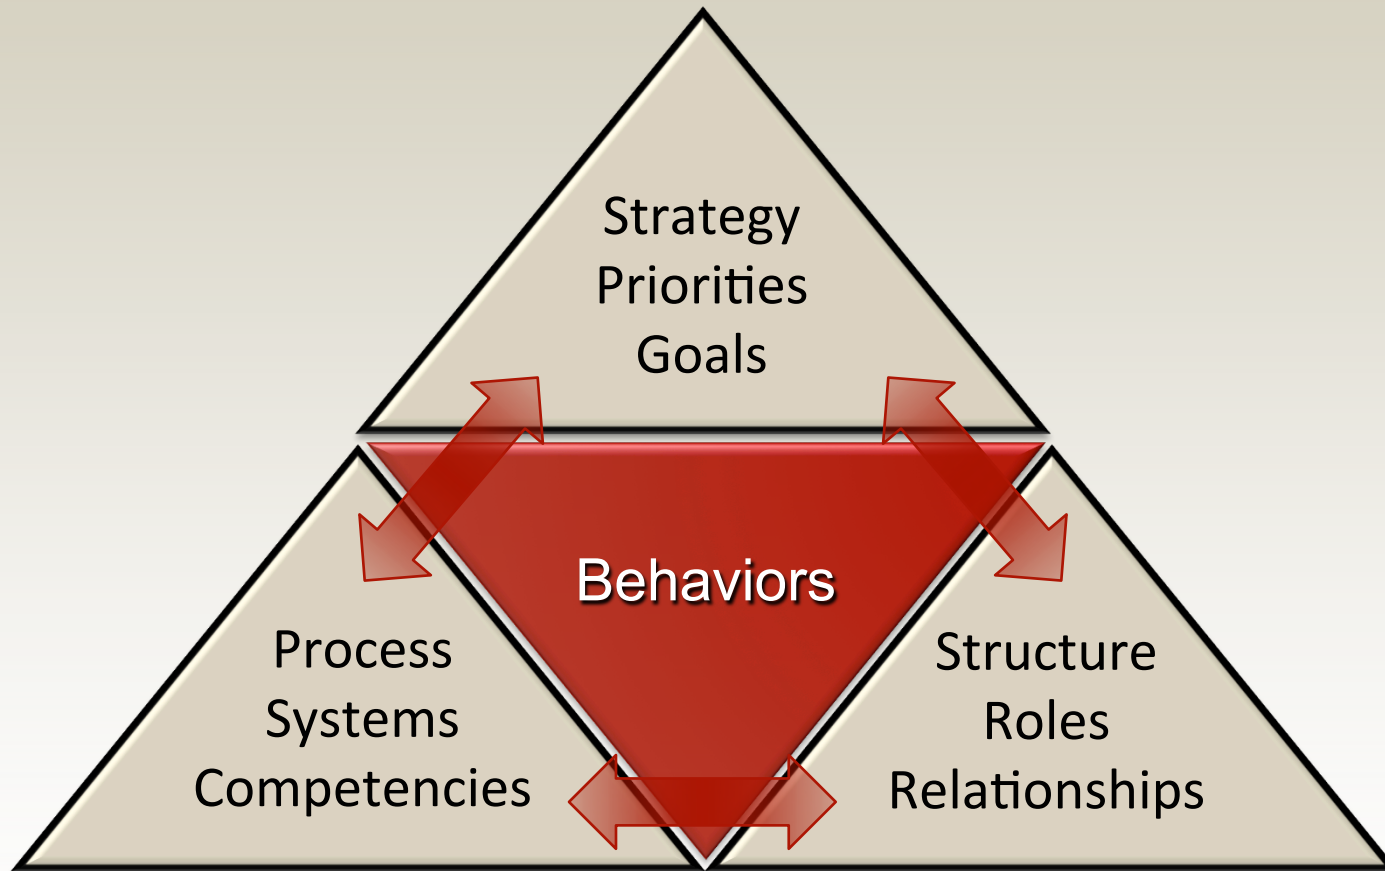 Strategy
Priorities
Goals
Behaviors
Process
Systems
Competencies
Structure
Roles
Relationships